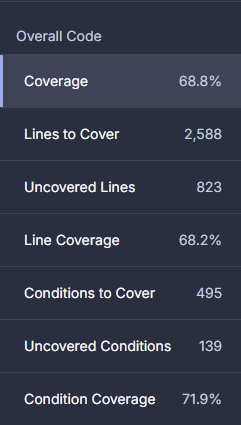 Overall Code
Coverage 68.8%
Lines to Cover 2,588
Uncovered Lines 823
Line Coverage 68.2%
Conditions to Cover 495
Uncovered Conditions 139
Condition Coverage 71.9%